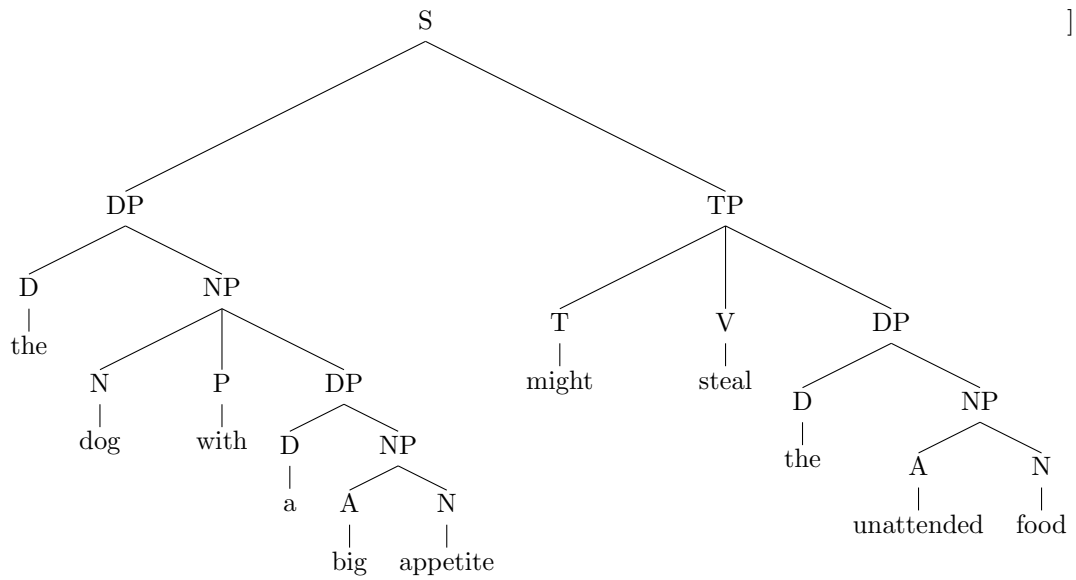 S ]
DP TP
D NP
T V DP
the
might steal
N P DP
D NP
dog with
D NP
the
A N
a
A N
unattended food
big appetite